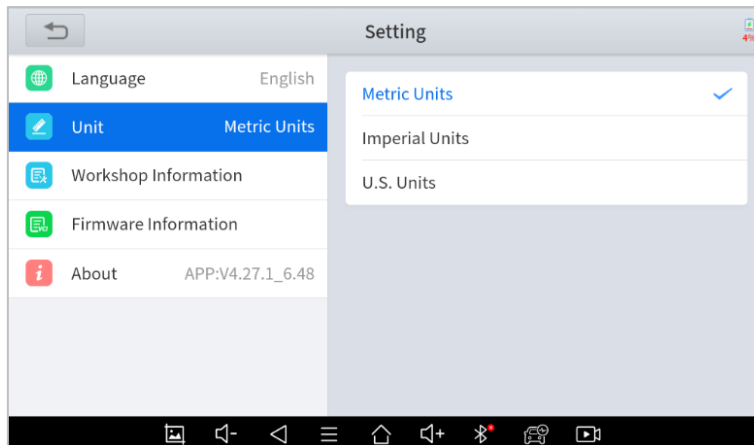 Setting
4%
Language English
Unit Metric Units
Workshop Information
Firmware Information
About APP:V4.27.1_6.48
Metric Units
Imperial Units
U.S. Units